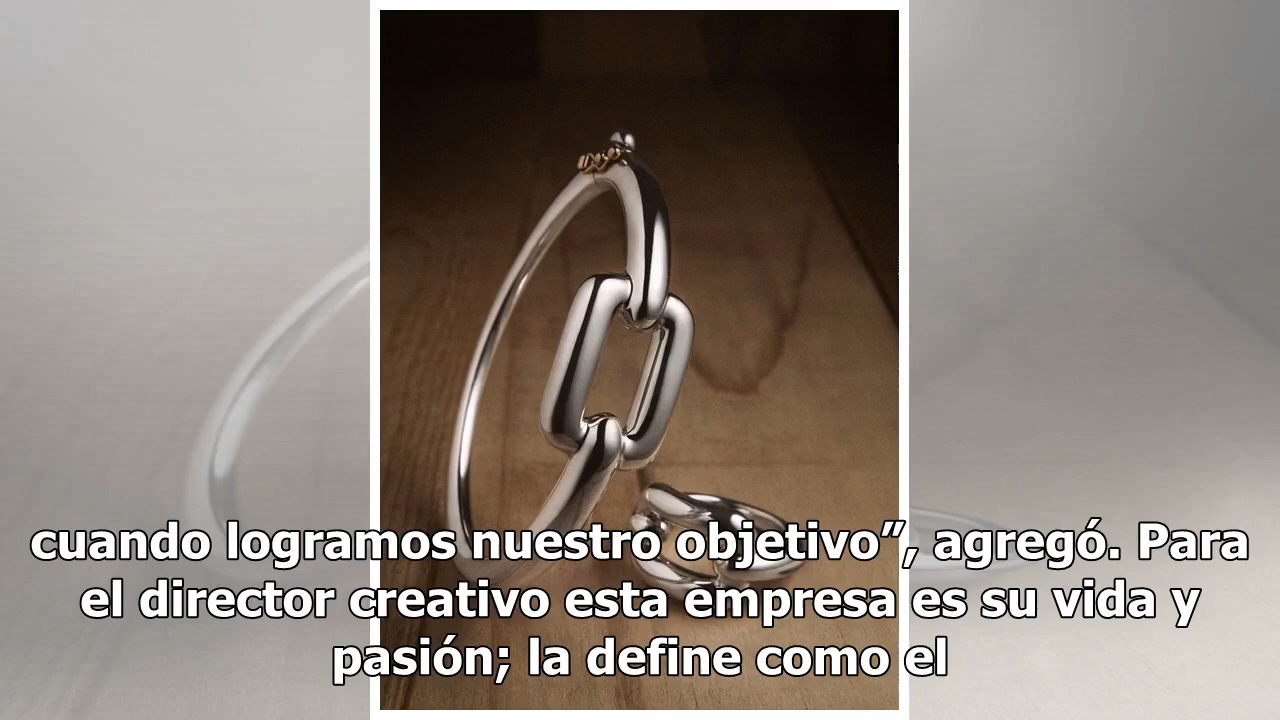 cuando logramos nuestro objetivo”, agregó. Para
el director creativo esta empresa es su vida y
pasión; la define como el